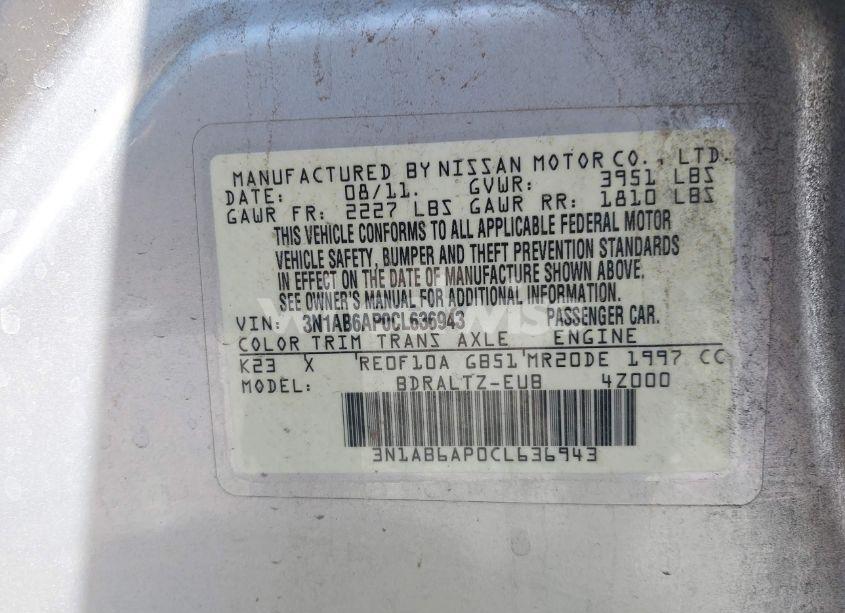 MANUFACTURED BY NISSAN MOTOR CO., LTD.
DATE: 08/11. GVWR: 3951 LBS
GAWR FR: 2227 LBS GAWR RR: 1810 LBS
THIS VEHICLE CONFORMS TO ALL APPLICABLE FEDERAL MOTOR
VEHICLE SAFETY, BUMPER AND THEFT PREVENTION STANDARDS
IN EFFECT ON THE DATE OF MANUFACTURE SHOWN ABOVE.
SEE OWNER'S MANUAL FOR ADDITIONAL INFORMATION.
VIN: 3N1AB6AP0CL636943 PASSENGER CAR.
COLOR TRIM TRANS AXLE ENGINE
K23 X RE0F10A GB51 MR20DE 1997 CC
MODEL: BDRALTZ-EUB 4Z000
3N1AB6AP0CL636943